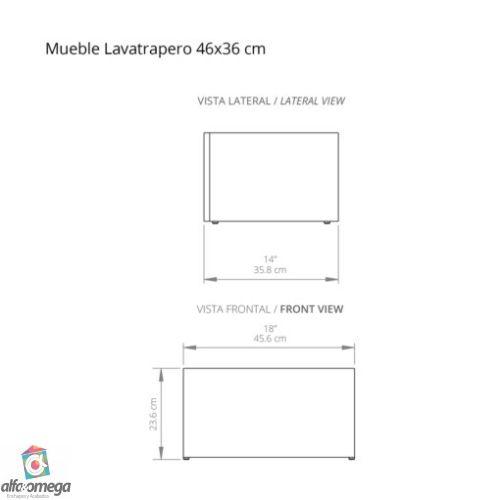 Mueble Lavatrapero 46x36 cm
VISTA LATERAL / LATERAL VIEW
14"
35.8 cm
VISTA FRONTAL / FRONT VIEW
18"
45.6 cm
23.6 cm
alfa omega
Enchapes y Acabados